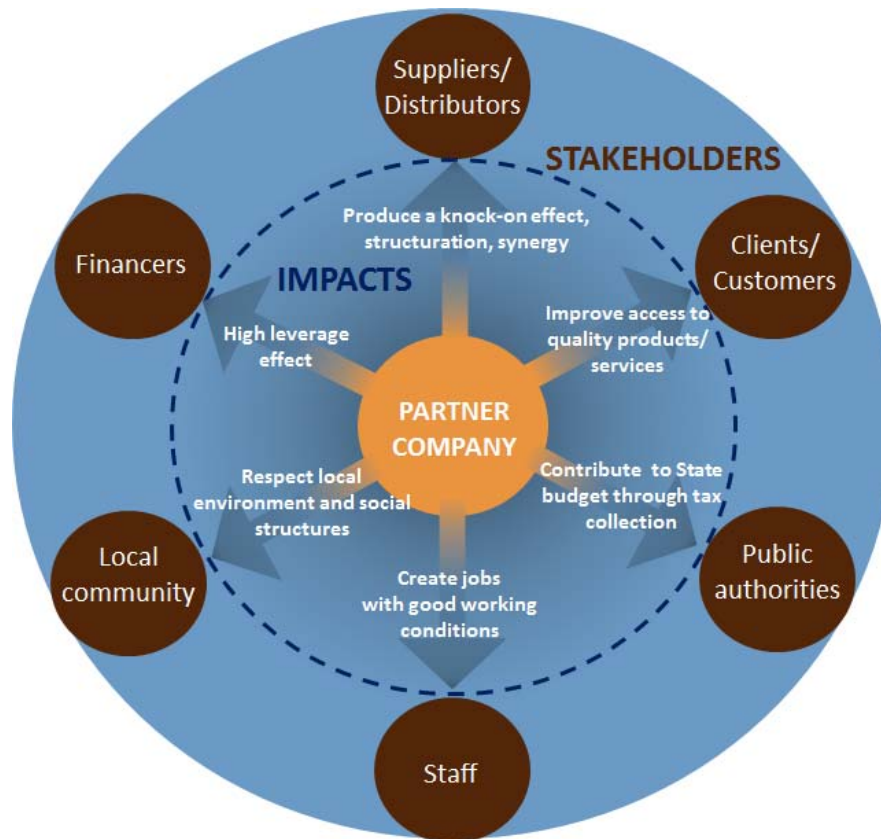 Suppliers/
Distributors
STAKEHOLDERS
Produce a knock-on effect,
structuration, synergy
Financers
Clients/
Customers
IMPACTS
High leverage
effect
Improve access to
quality products/
services
PARTNER
COMPANY
Respect local
environment and social
structures
Contribute to State
budget through tax
collection
Local
community
Public
authorities
Create jobs
with good working
conditions
Staff